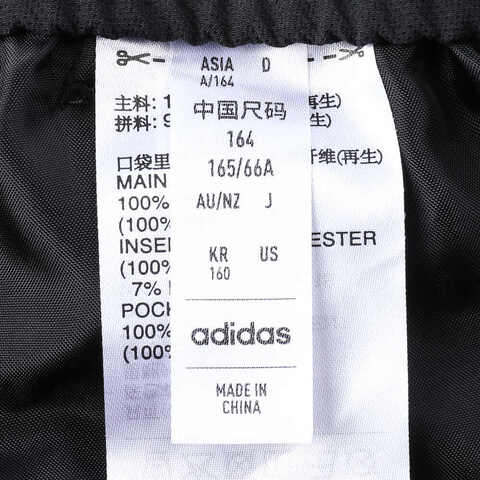 ASIA D
A/164
中国尺码
164
165/66A
AU/NZ J
KR US
160
adidas
MADE IN
CHINA
主料: 1
再生)
拼料: 9
(再生)
口袋里
纤维(再生)
MAIN
100%
(100%
INSE
ESTER
(100%
7%
POCK
100%
(100%